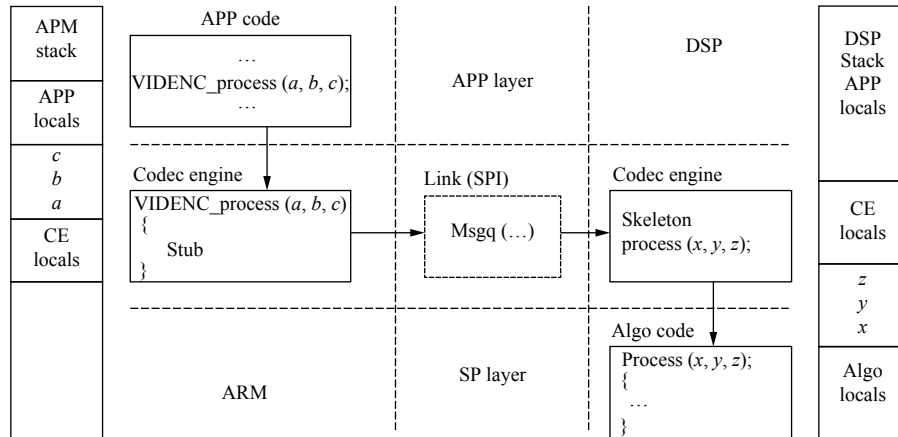 APM
stack
APP
locals
c
b
a
CE
locals
APP code
...
VIDENC_process (a, b, c);
...
APP layer
DSP
Codec engine
VIDENC_process (a, b, c)
{
Stub
}
Link (SPI)
Msgq (...)
Codec engine
Skeleton
process (x, y, z);
ARM
SP layer
Algo code
Process (x, y, z);
{
...
}
DSP
Stack
APP
locals
CE
locals
z
y
x
Algo
locals